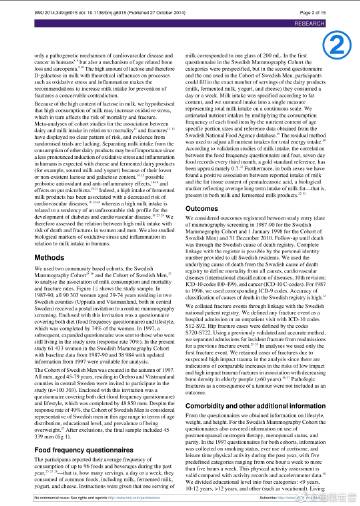 BMJ 2014;349:g6015 doi: 10.1136/bmj.g6015 (Published 27 October 2014)
Page 2 of 15
RESEARCH
②
only a pathogenetic mechanism of cardiovascular disease and
cancer in humans but also a mechanism of age related bone
loss and sarcopenia. The high amount of lactose and therefore
D-galactose in milk with theoretical influences on processes
such as oxidative stress and inflammation makes the
recommendations to increase milk intake for prevention of
fractures a conceivable contradiction.
Because of the high content of lactose in milk, we hypothesised
that high consumption of milk may increase oxidative stress,
which in turn affects the risk of mortality and fracture.
Meta-analyses of cohort studies for the association between
dairy and milk intake in relation to mortality and fractures
have displayed no clear pattern of risk, and evidence from
randomised trials are lacking. Separating milk intake from the
consumption of other dairy products may be of importance since
a less pronounced induction of oxidative stress and inflammation
in humans is expected with cheese and fermented dairy products
(for example, soured milk and yogurt) because of their lower
or non-existent lactose and galactose content, possible
probiotic antioxidant and anti-inflammatory effects, and
effects on gut microbiota. Indeed, a high intake of fermented
milk products has been associated with a decreased risk of
cardiovascular diseases, whereas a high milk intake is
related to a tendency of an unfavourable risk profile for the
development of diabetes and cardiovascular disease. We
therefore assessed the relation between high milk intake with
risk of death and fractures in women and men. We also studied
biological markers of oxidative stress and inflammation in
relation to milk intake in humans.
Methods
We used two community based cohorts, the Swedish
Mammography Cohort and the Cohort of Swedish Men,
to analyse the association of milk consumption and mortality
and fracture rates. Figure 1 shows the study sample. In
1987-90, all 90 303 women aged 39-74 years residing in two
Swedish counties (Uppsala and Västmanland, both in central
Sweden) received a postal invitation to a routine mammography
screening. Enclosed with this invitation was a questionnaire
covering both diet (food frequency questionnaire) and lifestyle,
which was completed by 74% of the women. In 1997, a
subsequent, expanded questionnaire was sent to those who were
still living in the study area (response rate 70%). In the present
study 61 433 women in the Swedish Mammography Cohort
with baseline data from 1987-90 and 38 984 with updated
information from 1997 were available for analysis.
The Cohort of Swedish Men was created in the autumn of 1997.
All men, aged 45-79 years, residing in Örebro and Västmanland
counties in central Sweden were invited to participate in the
study (n=100 303). Enclosed with this invitation was a
questionnaire covering both diet (food frequency questionnaire)
and lifestyle, which was completed by 48 850 men. Despite the
response rate of 49%, the Cohort of Swedish Men is considered
representative of Swedish men in this age range in terms of age
distribution, educational level, and prevalence of being
overweight. After exclusions, the final sample included 45
339 men (fig 1).
Food frequency questionnaires
The participants reported their average frequency of
consumption of up to 96 foods and beverages during the past
year—that is, how many servings, a day or a week, they
consumed of common foods, including milk, fermented milk,
yogurt, and cheese. Instructions were given that one serving of
milk corresponded to one glass of 200 mL. In the first
questionnaire in the Swedish Mammography Cohort the
categories were prespecified, but in the second questionnaire
and the one used in the Cohort of Swedish Men, participants
could fill in the exact number of servings of the dairy products
(milk, fermented milk, yogurt, and cheese) they consumed a
day or a week. Milk intake was specified according to fat
content, and we summed intake into a single measure
representing total milk intake on a continuous scale. We
estimated nutrient intakes by multiplying the consumption
frequency of each food item by the nutrient content of age
specific portion sizes and reference data obtained from the
Swedish National Food Agency database. The residual method
was used to adjust all nutrient intakes for total energy intake.
According to validation studies of milk intake, the correlation
between the food frequency questionnaire and four, seven day
food records every third month, a gold standard reference, has
been approximately 0.7. Furthermore, in both sexes we have
found a positive association between reported intake of milk
and the fat tissue content of pentadecanoic acid, a biological
marker reflecting average long term intake of milk fat—that is,
present in both milk and fermented milk products.
Outcomes
We considered outcomes registered between study entry (date
of mammography screening in 1987-90 for the Swedish
Mammography Cohort and 1 January 1998 for the Cohort of
Swedish Men) and 31 December 2010. Follow-up
was through the Swedish cause of death registry. Complete
linkage with the register is possible by the personal identity
number provided to all Swedish residents. We used the
underlying cause of death from the Swedish cause of death
registry to define mortality from all causes, cardiovascular
diseases (international classification of diseases, 10th revision:
ICD-10 codes I00-I99), and cancer (ICD-10 C codes). For 1987
to 1996, we used corresponding ICD-9 codes. Accuracy of
classification of causes of death in the Swedish registry is high.
We collated fracture events through linkage with the Swedish
national patient registry. We defined any fracture event as a
hospital admission or an outpatient visit with ICD-10 codes
S12-S92. Hip fracture cases were defined by the codes
S720-S722. Using a previously validated and accurate method,
we separated admissions for incident fracture from readmissions
for a previous fracture event. In analyses we used only the
first fracture event. We retained cases of fractures due to
suspected high impact trauma in the analysis since there are
indications of comparable increases in the risk of low impact
and high impact trauma fractures in association with decreasing
bone density in elderly people (≥60 years). Pathologic
fractures as a consequence of a tumour were not included as an
outcome.
Comorbidity and other additional information
From the questionnaires we obtained information on lifestyle,
weight, and height. For the Swedish Mammography Cohort the
questionnaires also covered information on use of
postmenopausal oestrogen therapy, menopausal status, and
parity. In the 1997 questionnaires for both cohorts, information
was collected on smoking status, ever use of cortisone, and
leisure time physical activity during the past year, with five
predefined categories ranging from one hour a week to more
than five hours a week. This physical activity assessment is
valid compared with activity records and accelerometer data.
We divided educational level into four categories: ≤9 years,
10-12 years, >12 years, and other (such as vocational). Living